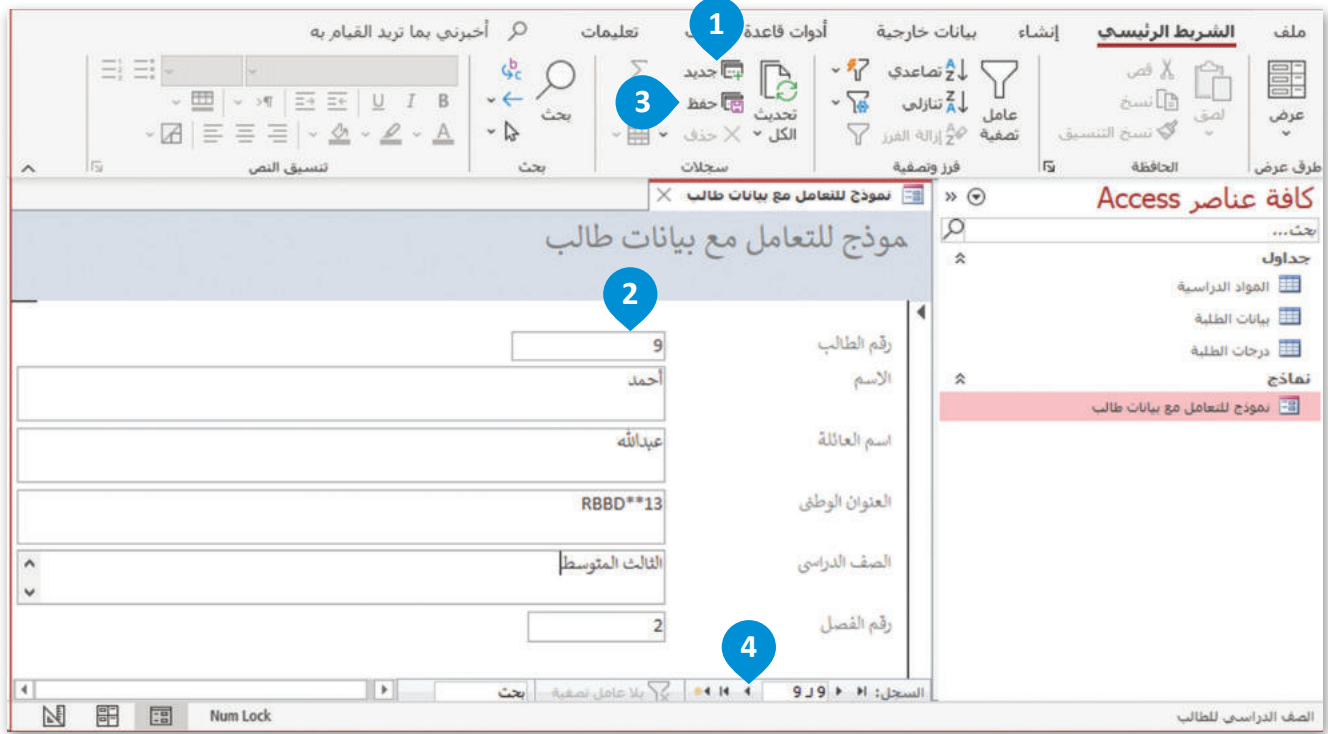 ملف الشريط الرئيسي إنشاء بيانات خارجية أدوات قاعدة تعليمات أخبرني بما تريد القيام به
1
عرض
طرق عرض
لصق
قص
نسخ
نسخ التنسيق
الحافظة
عامل تصفية
تصاعدي
تنازلي
إزالة الفرز
فرز وتصفية
تحديث الكل
جديد
حفظ
حذف
3
سجلات
بحث
بحث
B I U
A
تنسيق النص
كافة عناصر Access
بحث...
جداول
المواد الدراسية
بيانات الطلبة
درجات الطلبة
نماذج
نموذج للتعامل مع بيانات طالب
نموذج للتعامل مع بيانات طالب
موذج للتعامل مع بيانات طالب
2
رقم الطالب 9
الاسم أحمد
اسم العائلة عبدالله
العنوان الوطني RBBD**13
الصف الدراسي الثالث المتوسط
رقم الفصل 2
4
السجل: 9 لـ 9 بلا عامل تصفية بحث
الصف الدراسي للطالب Num Lock